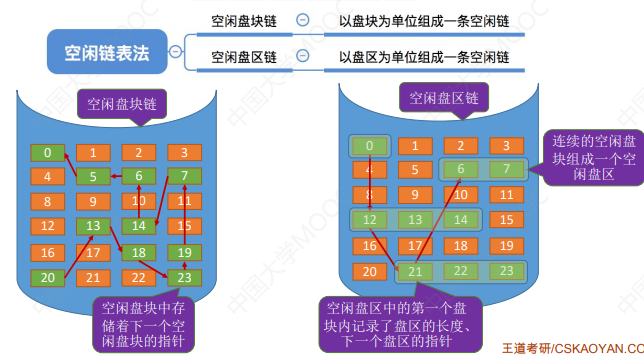 空闲链表法
空闲盘块链
以盘块为单位组成一条空闲链
空闲盘区链
以盘区为单位组成一条空闲链
空闲盘块链
0 1 2 3
4 5 6 7
8 9 10 11
12 13 14 15
16 17 18 19
20 21 22 23
空闲盘块中存
储着下一个空
闲盘块的指针
空闲盘区链
0 1 2 3
4 5 6 7
8 9 10 11
12 13 14 15
16 17 18 19
20 21 22 23
连续的空闲盘
块组成一个空
闲盘区
空闲盘区中的第一个盘
块内记录了盘区的长度、
下一个盘区的指针
中国大学MOOC
王道考研/CSKAOYAN.CO